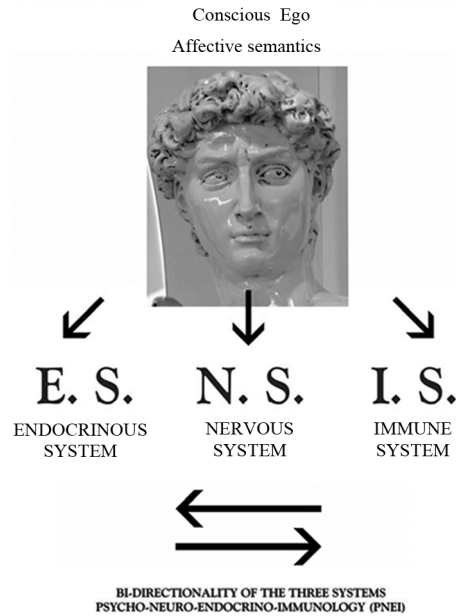 Conscious Ego
Affective semantics
E. S. N. S. I. S.
ENDOCRINOUS NERVOUS IMMUNE
SYSTEM SYSTEM SYSTEM
BI-DIRECTIONALITY OF THE THREE SYSTEMS
PSYCHO-NEURO-ENDOCRINO-IMMUNOLOGY (PNEI)